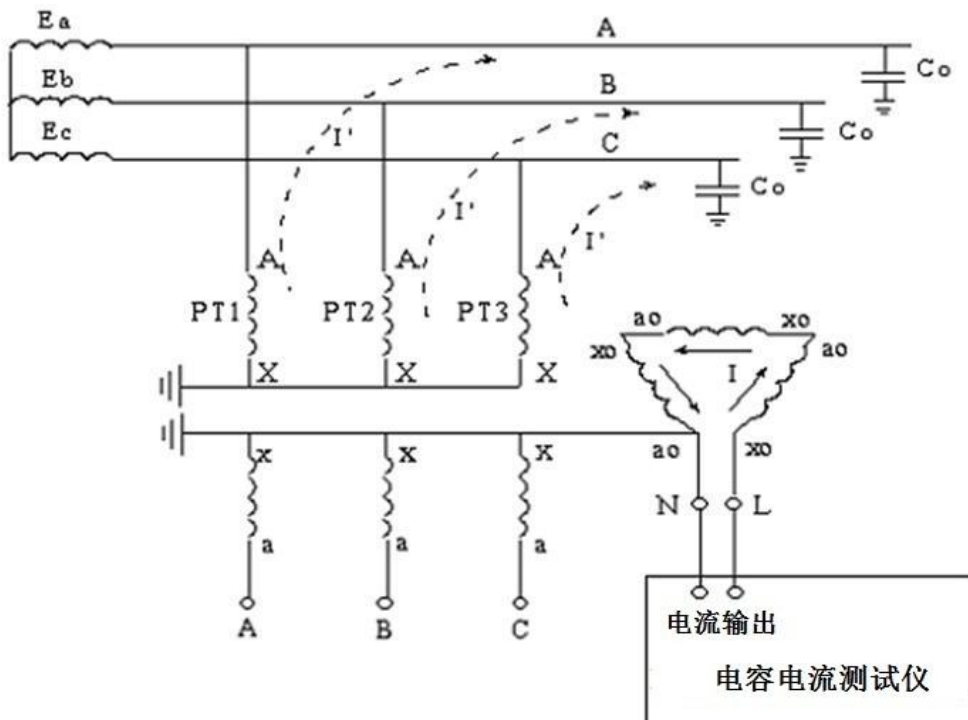 Ea
A
Co
Eb
B
Co
Ec
C
Co
I'
I'
I'
A A A
PT1 PT2 PT3
X X X
ao xo
xo ao
I
ao xo
x x x
a a a
N L
A B C
电流输出
电容电流测试仪